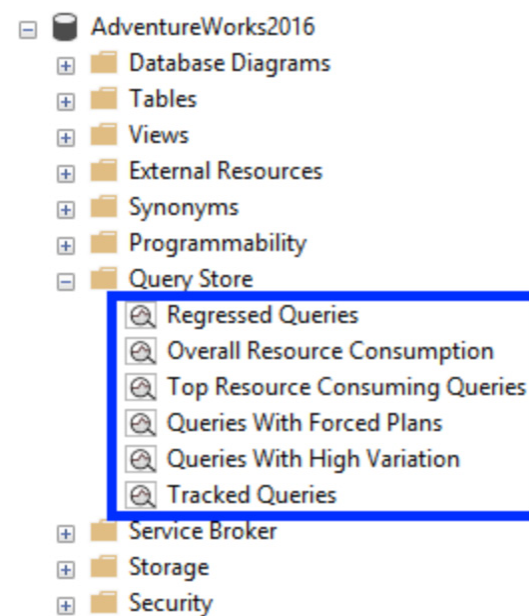 AdventureWorks2016
Database Diagrams
Tables
Views
External Resources
Synonyms
Programmability
Query Store
Regressed Queries
Overall Resource Consumption
Top Resource Consuming Queries
Queries With Forced Plans
Queries With High Variation
Tracked Queries
Service Broker
Storage
Security